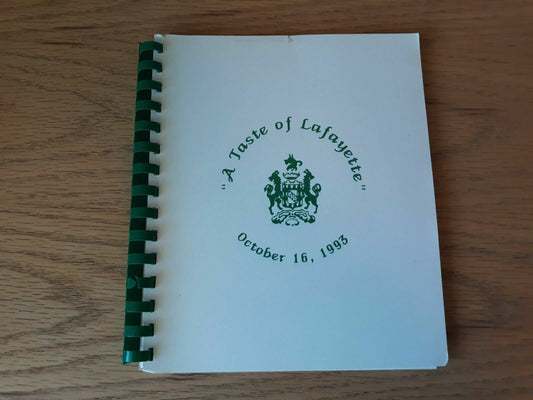 "A Taste of Lafayette"
October 16, 1993